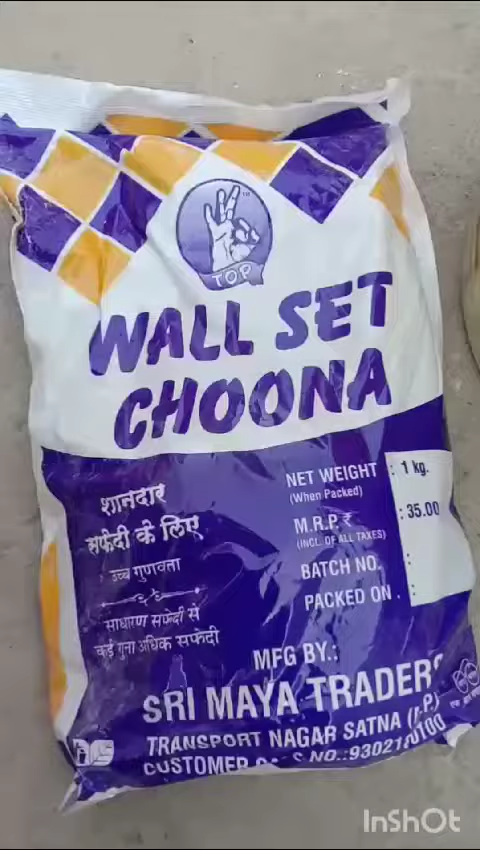 TM
TOP
WALL SET
CHOONA
शानदार
सफेदी के लिए
उच्च गुणवत्ता
साधारण सफेदी से
कई गुना अधिक सफेदी
NET WEIGHT : 1 kg.
(When Packed)
M.R.P. ₹ : 35.00
(INCL. OF ALL TAXES)
BATCH NO. :
PACKED ON . :
MFG BY.:
SRI MAYA TRADERS
TRANSPORT NAGAR SATNA (M.P.)
CUSTOMER NO.:9302
InShOt